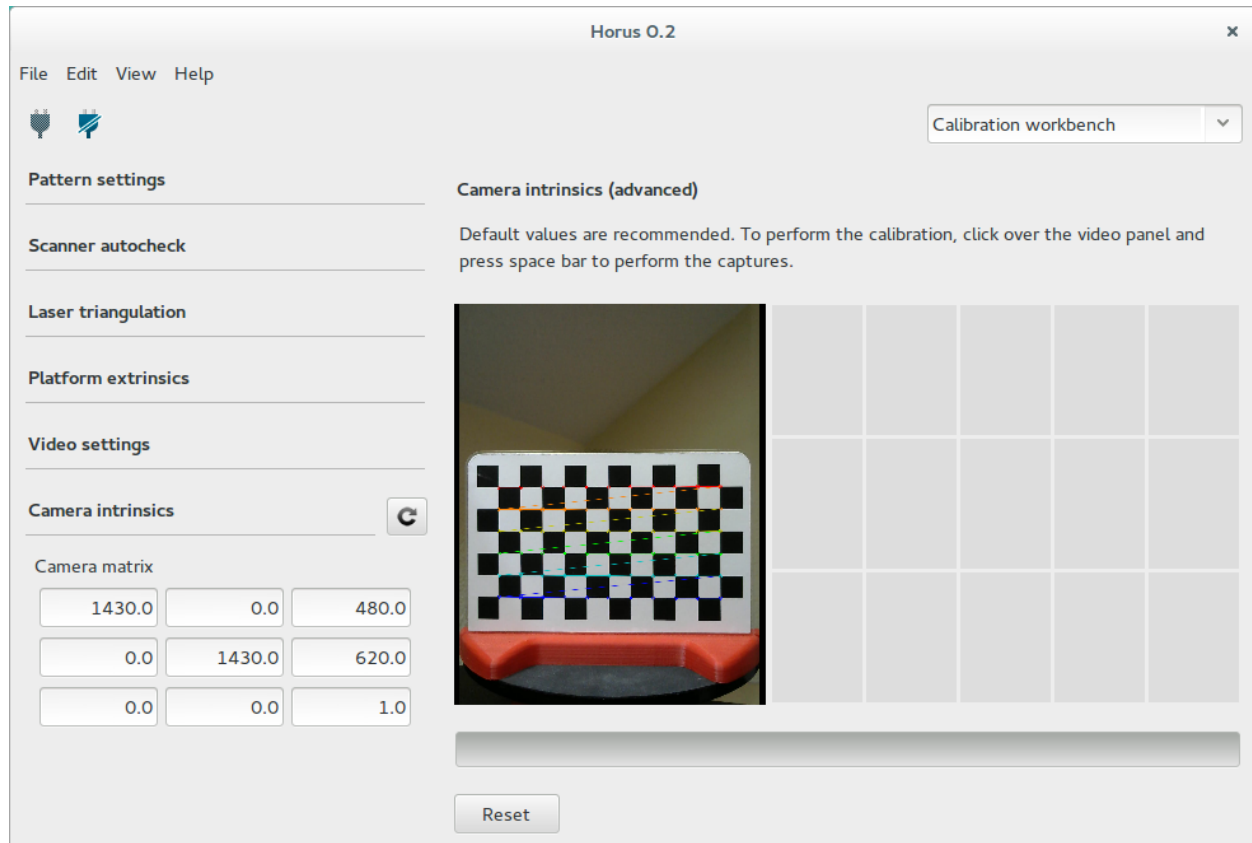 Horus 0.2
File Edit View Help
Calibration workbench
Pattern settings
Scanner autocheck
Laser triangulation
Platform extrinsics
Video settings
Camera intrinsics
Camera matrix
1430.0 0.0 480.0
0.0 1430.0 620.0
0.0 0.0 1.0
Camera intrinsics (advanced)
Default values are recommended. To perform the calibration, click over the video panel and
press space bar to perform the captures.
Reset